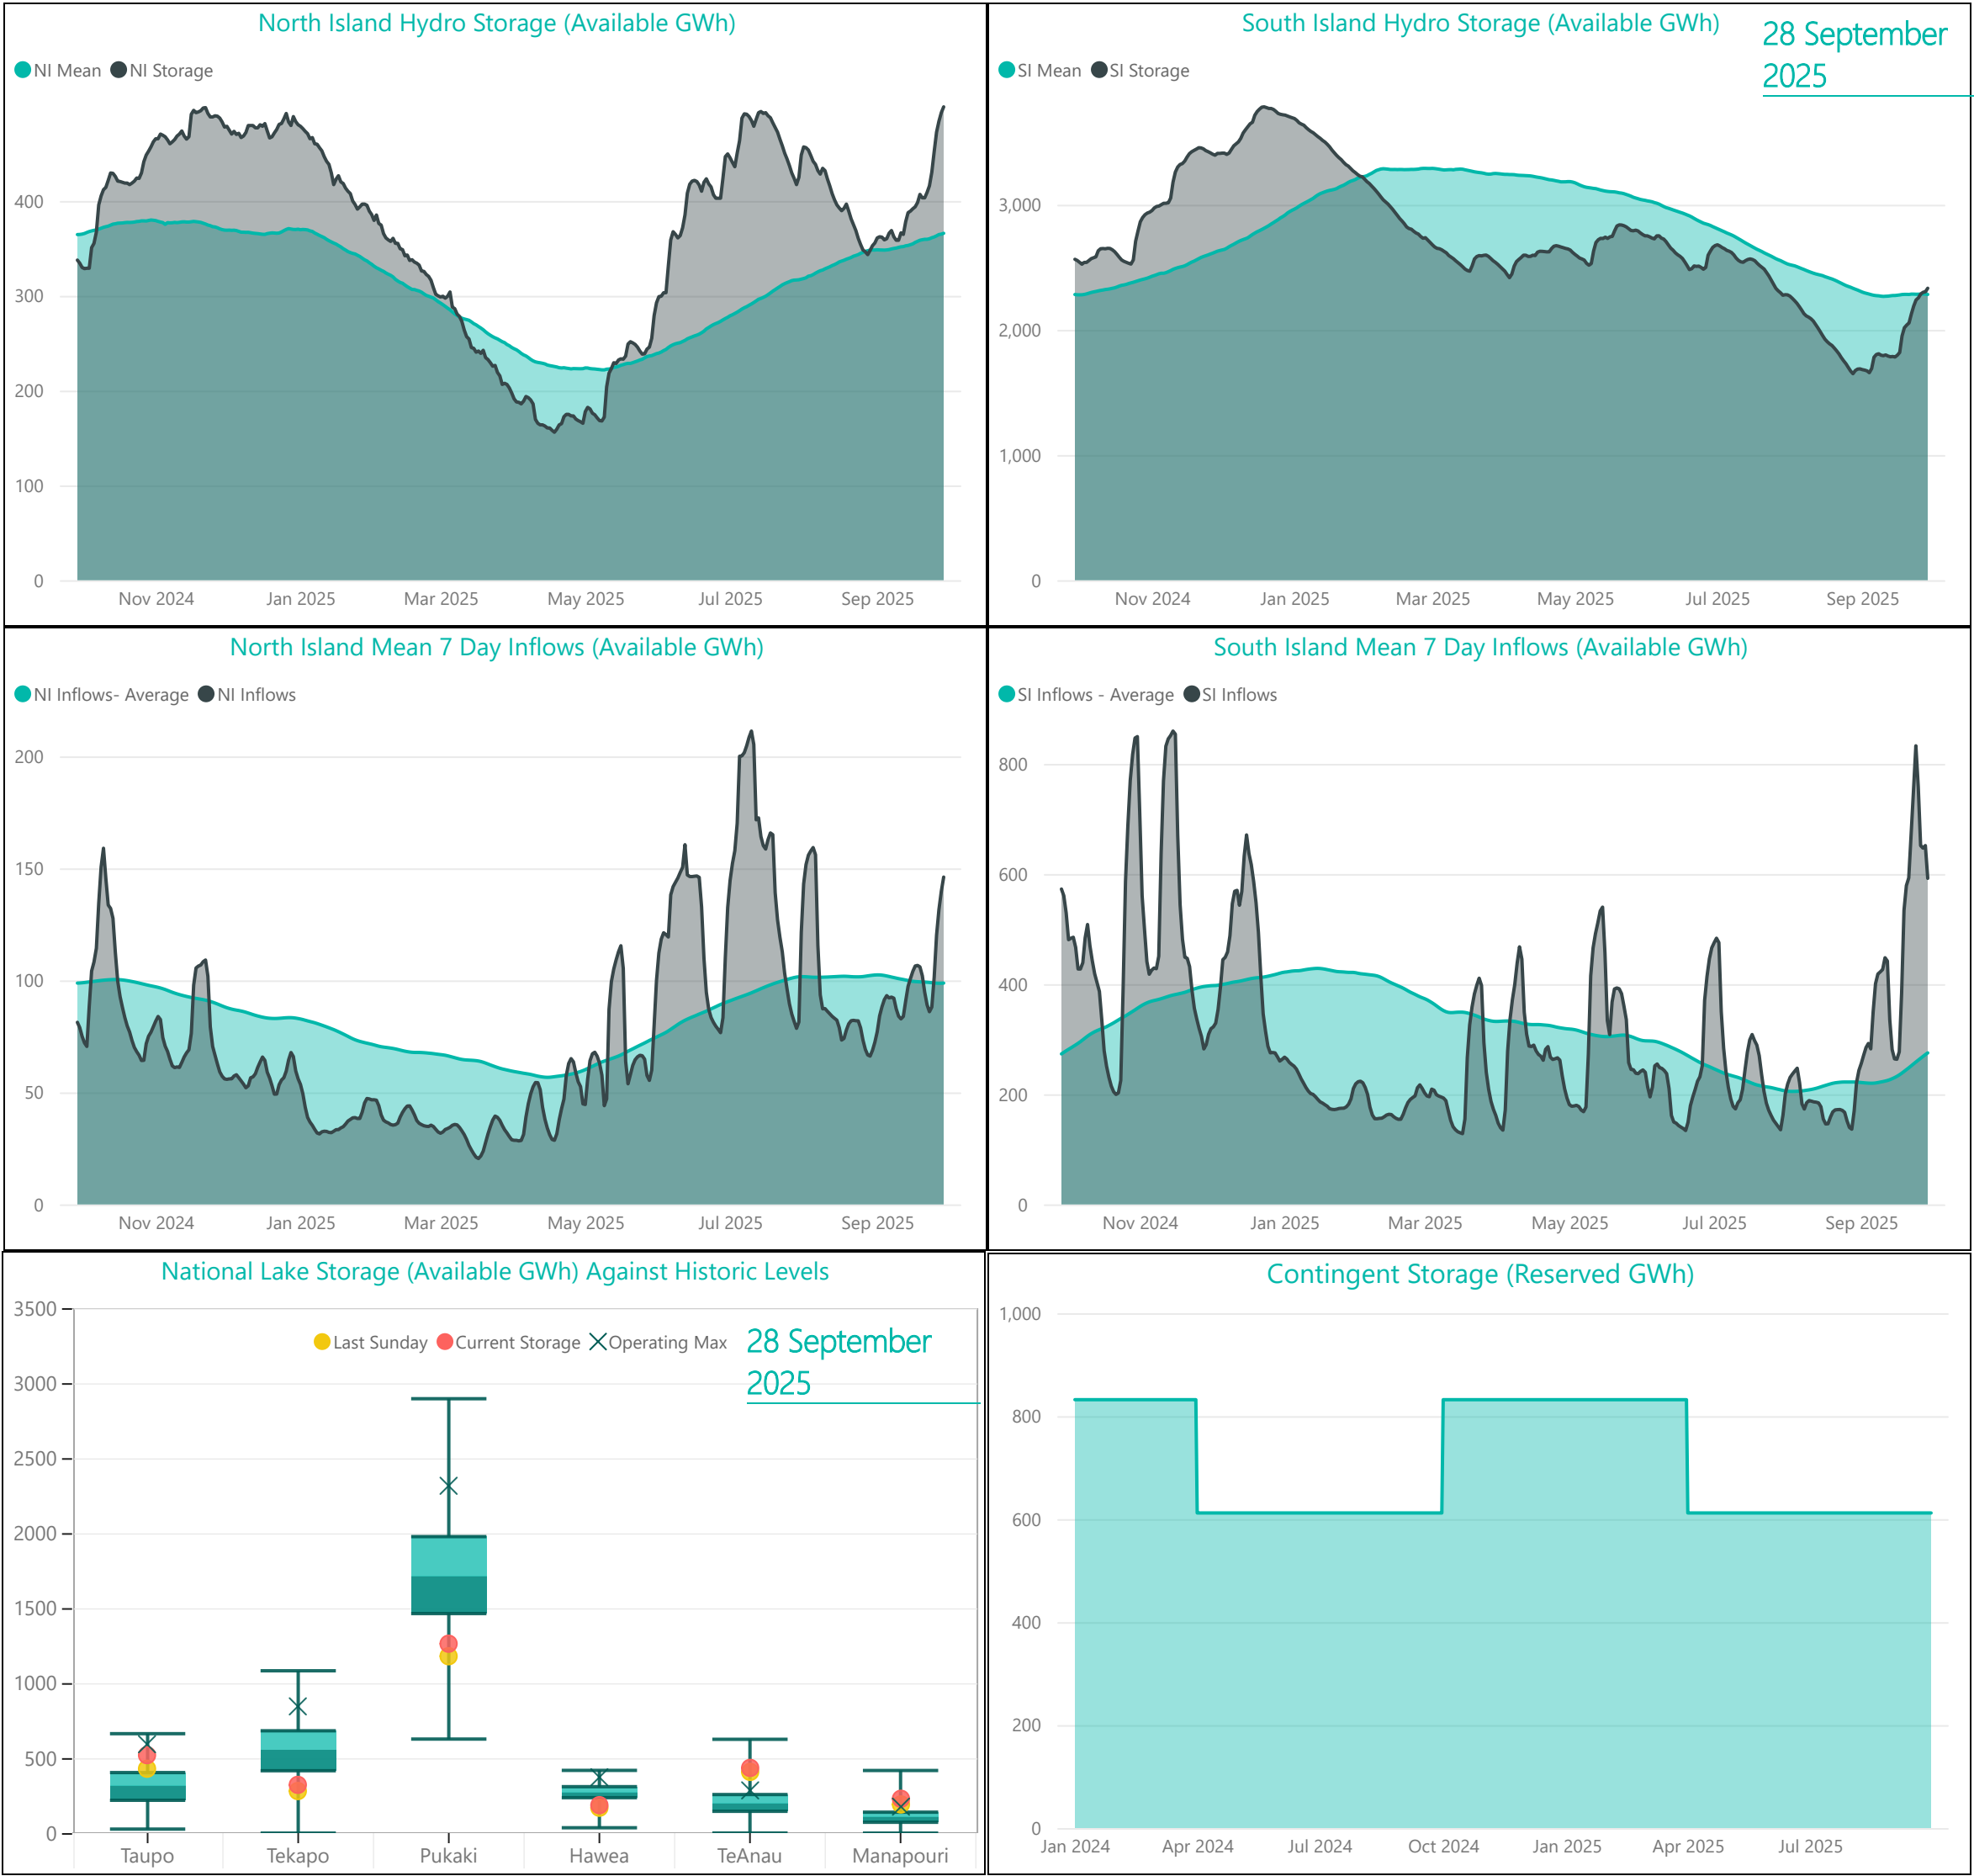 North Island Hydro Storage (Available GWh)
NI Mean NI Storage
400
300
200
100
0
Nov 2024 Jan 2025 Mar 2025 May 2025 Jul 2025 Sep 2025
South Island Hydro Storage (Available GWh)
28 September
2025
SI Mean SI Storage
3,000
2,000
1,000
0
Nov 2024 Jan 2025 Mar 2025 May 2025 Jul 2025 Sep 2025
North Island Mean 7 Day Inflows (Available GWh)
NI Inflows- Average NI Inflows
200
150
100
50
0
Nov 2024 Jan 2025 Mar 2025 May 2025 Jul 2025 Sep 2025
South Island Mean 7 Day Inflows (Available GWh)
SI Inflows - Average SI Inflows
800
600
400
200
0
Nov 2024 Jan 2025 Mar 2025 May 2025 Jul 2025 Sep 2025
National Lake Storage (Available GWh) Against Historic Levels
Last Sunday Current Storage Operating Max
28 September
2025
3500
3000
2500
2000
1500
1000
500
0
Taupo Tekapo Pukaki Hawea TeAnau Manapouri
Contingent Storage (Reserved GWh)
1,000
800
600
400
200
0
Jan 2024 Apr 2024 Jul 2024 Oct 2024 Jan 2025 Apr 2025 Jul 2025